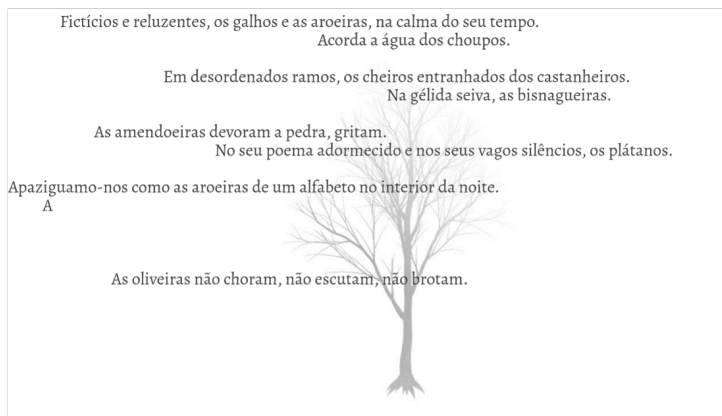 Fictícios e reluzentes, os galhos e as aroeiras, na calma do seu tempo.
Acorda a água dos choupos.
Em desordenados ramos, os cheiros entranhados dos castanheiros.
Na gélida seiva, as bisnagueiras.
As amendoeiras devoram a pedra, gritam.
No seu poema adormecido e nos seus vagos silêncios, os plátanos.
Apaziguamo-nos como as aroeiras de um alfabeto no interior da noite.
A
As oliveiras não choram, não escutam, não brotam.